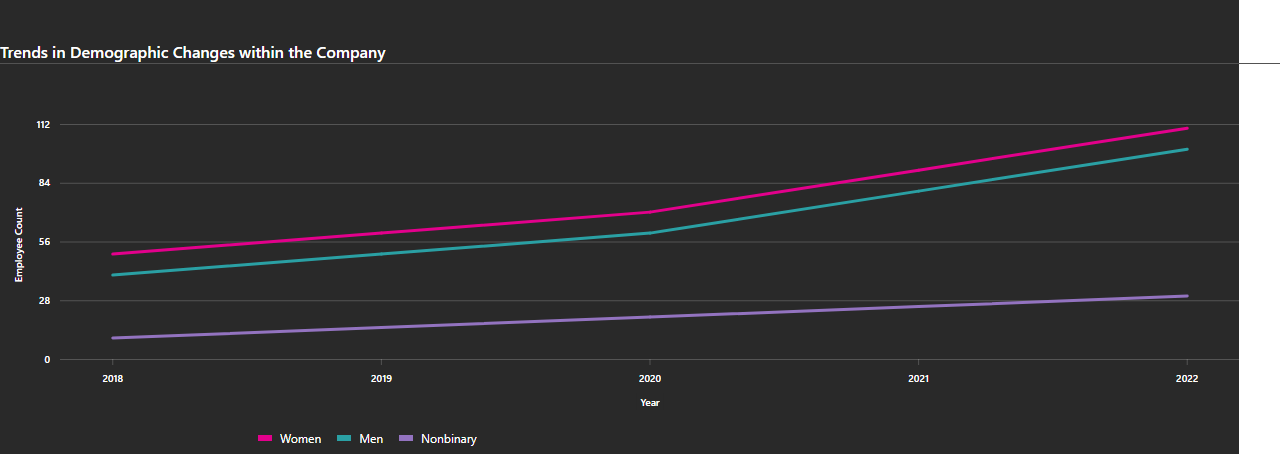 Trends in Demographic Changes within the Company
112
84
56
28
0
Employee Count
2018 2019 2020 2021 2022
Year
Women Men Nonbinary